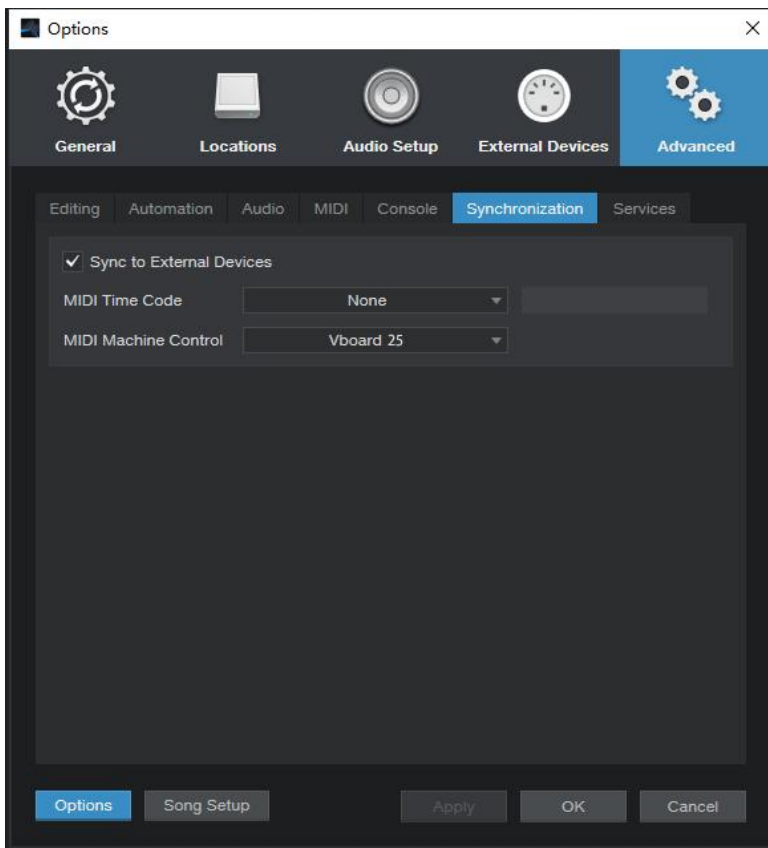 Options
General Locations Audio Setup External Devices Advanced
Editing Automation Audio MIDI Console Synchronization Services
Sync to External Devices
MIDI Time Code None
MIDI Machine Control Vboard 25
Options Song Setup Apply OK Cancel